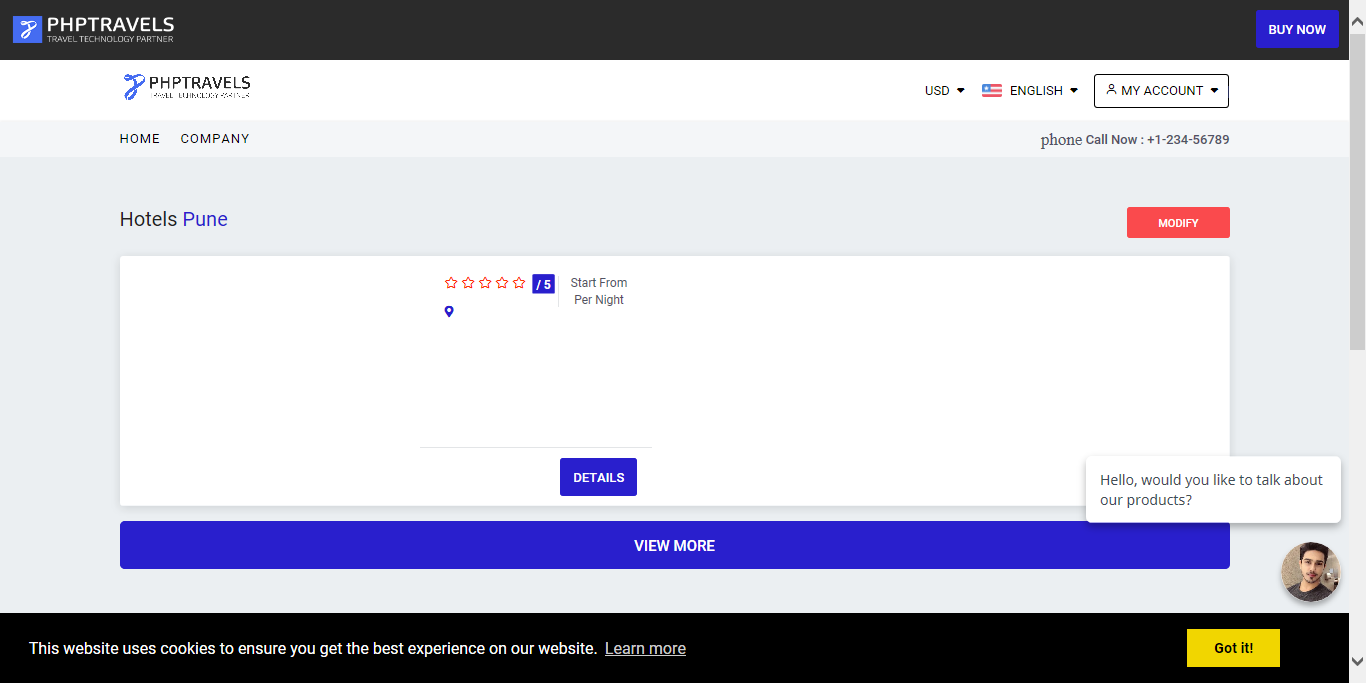 PHPTRAVELS
TRAVEL TECHNOLOGY PARTNER
BUY NOW
PHPTRAVELS
TRAVEL TECHNOLOGY PARTNER
USD
ENGLISH
MY ACCOUNT
HOME
COMPANY
phone Call Now : +1-234-56789
Hotels Pune
MODIFY
/ 5
Start From
Per Night
DETAILS
Hello, would you like to talk about
our products?
VIEW MORE
This website uses cookies to ensure you get the best experience on our website. Learn more
Got it!